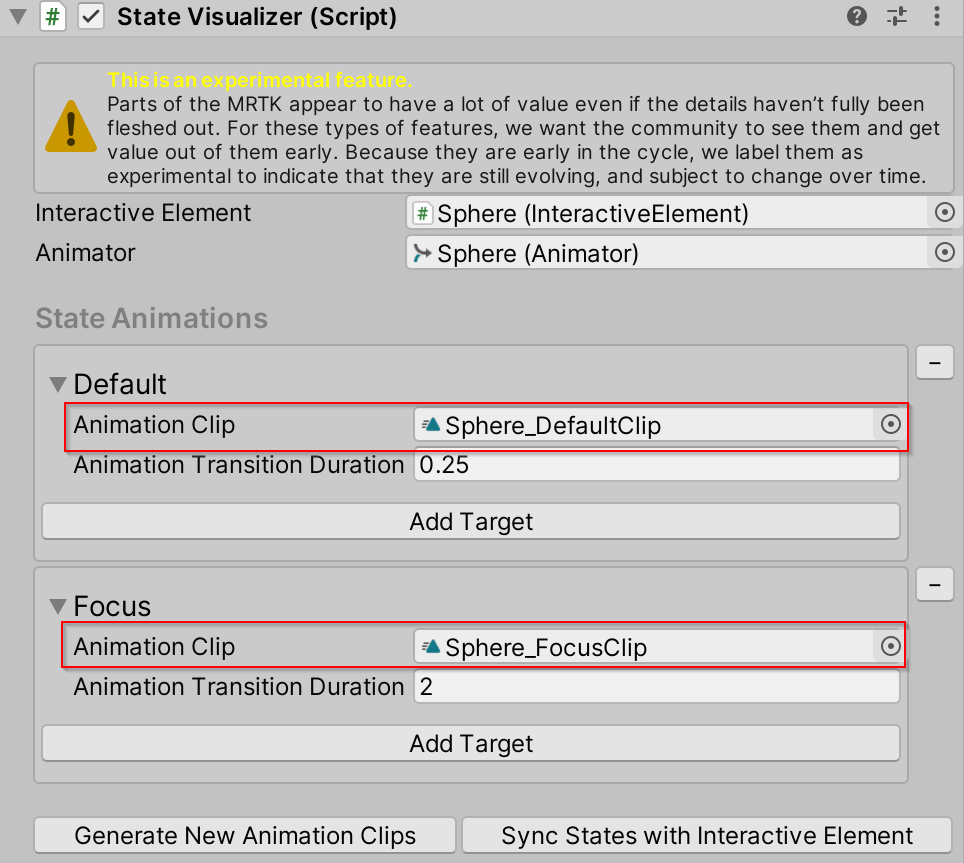 State Visualizer (Script)
This is an experimental feature.
Parts of the MRTK appear to have a lot of value even if the details haven’t fully been
fleshed out. For these types of features, we want the community to see them and get
value out of them early. Because they are early in the cycle, we label them as
experimental to indicate that they are still evolving, and subject to change over time.
Interactive Element # Sphere (InteractiveElement)
Animator Sphere (Animator)
State Animations
Default
Animation Clip Sphere_DefaultClip
Animation Transition Duration 0.25
Add Target
Focus
Animation Clip Sphere_FocusClip
Animation Transition Duration 2
Add Target
Generate New Animation Clips Sync States with Interactive Element